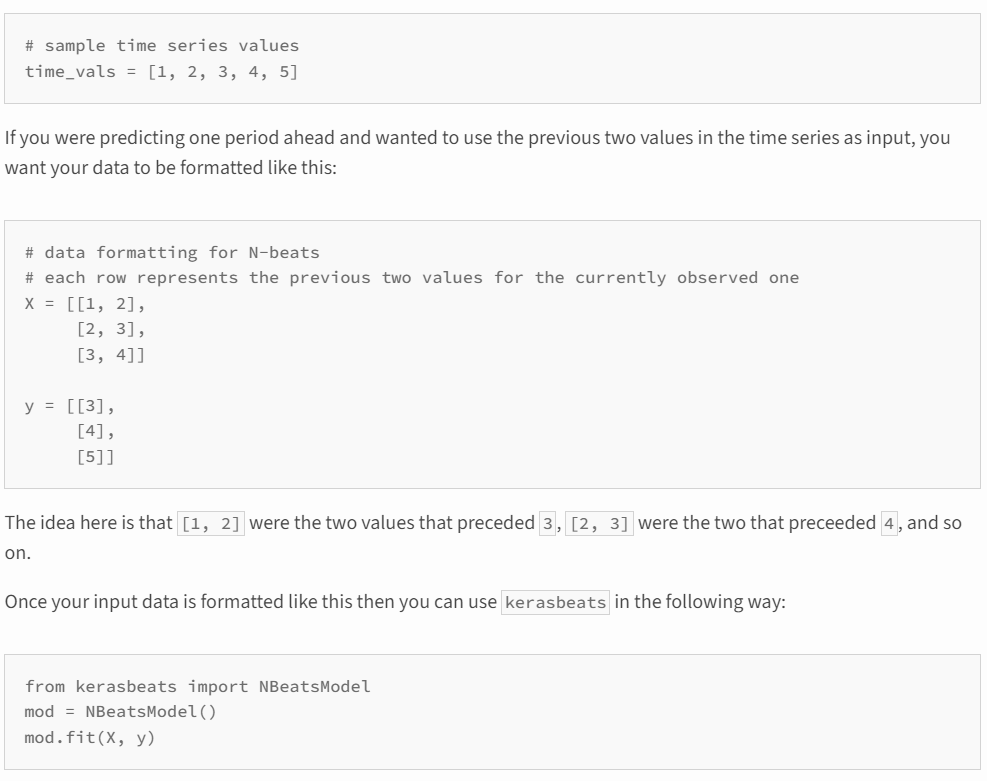 # sample time series values
time_vals = [1, 2, 3, 4, 5]
If you were predicting one period ahead and wanted to use the previous two values in the time series as input, you
want your data to be formatted like this:
# data formatting for N-beats
# each row represents the previous two values for the currently observed one
X = [[1, 2],
     [2, 3],
     [3, 4]]
y = [[3],
     [4],
     [5]]
The idea here is that [1, 2] were the two values that preceded 3, [2, 3] were the two that preceeded 4, and so
on.
Once your input data is formatted like this then you can use kerasbeats in the following way:
from kerasbeats import NBeatsModel
mod = NBeatsModel()
mod.fit(X, y)